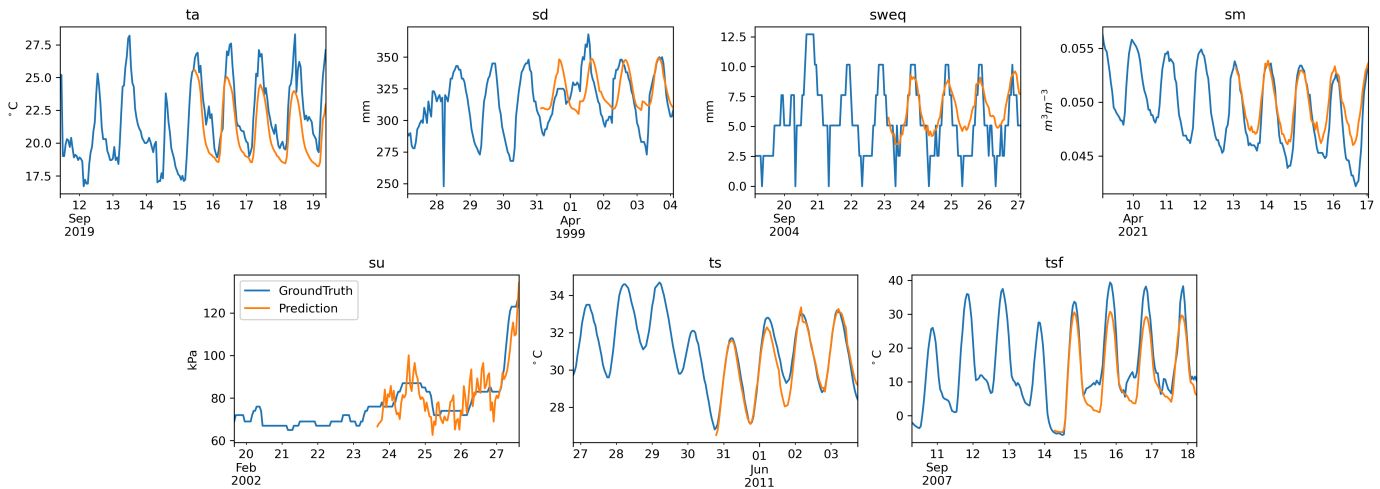 ta
27.5
25.0
22.5
20.0
17.5
°C
12 13 14 15 16 17 18 19
Sep
2019
sd
350
325
300
275
250
mm
28 29 30 31 01 02 03 04
Apr
1999
sweq
12.5
10.0
7.5
5.0
2.5
0.0
mm
20 21 22 23 24 25 26 27
Sep
2004
sm
0.055
0.050
0.045
m³m⁻³
10 11 12 13 14 15 16 17
Apr
2021
su
GroundTruth
Prediction
120
100
80
60
kPa
20 21 22 23 24 25 26 27
Feb
2002
ts
34
32
30
28
°C
27 28 29 30 31 01 02 03
Jun
2011
tsf
40
30
20
10
0
°C
11 12 13 14 15 16 17 18
Sep
2007